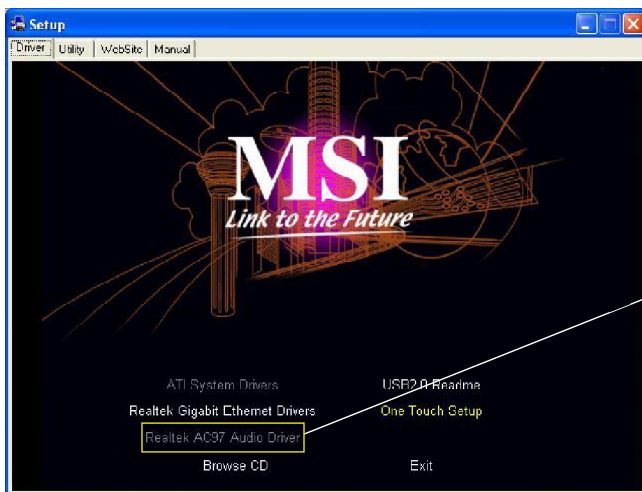 Setup
Driver Utility WebSite Manual
MSI
Link to the Future
ATI System Drivers
USB2.0 Readme
Realtek Gigabit Ethernet Drivers
One Touch Setup
Realtek AC97 Audio Driver
Browse CD
Exit